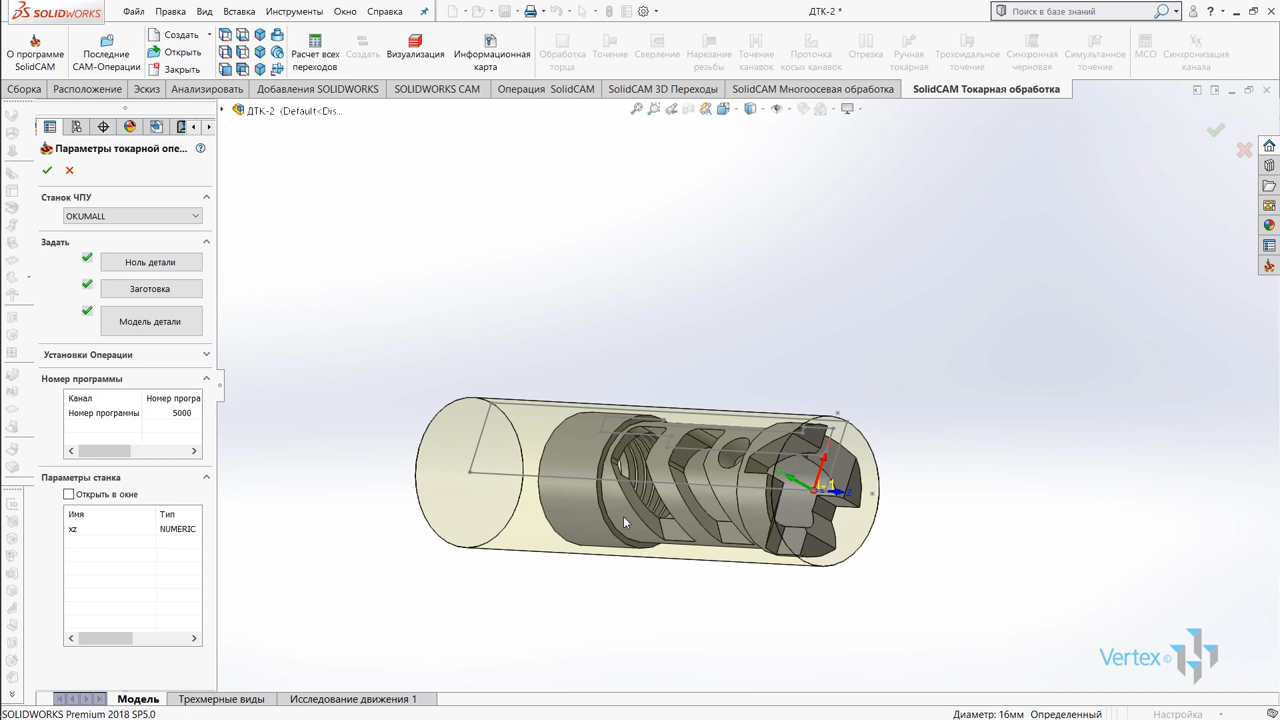 SOLIDWORKS
Файл
Правка
Вид
Вставка
Инструменты
Окно
Справка
ДТК-2 *
Поиск в базе знаний
О программе SolidCAM
Последние CAM-Операции
Создать
Открыть
Закрыть
Расчет всех переходов
Создать
Визуализация
Информационная карта
Обработка торца
Точение
Сверление
Нарезание резьбы
Точение канавок
Проточка косых канавок
Отрезка
Ручная токарная
Трохоидальное точение
Синхронная черновая
Симультанное точение
МСО
Синхронизация канала
Сборка
Расположение
Эскиз
Анализировать
Добавления SOLIDWORKS
SOLIDWORKS CAM
Операция SolidCAM
SolidCAM 3D Переходы
SolidCAM Многоосевая обработка
SolidCAM Токарная обработка
ДТК-2 (Default<Dis...
Параметры токарной опе...
Станок ЧПУ
OKUMALL
Задать
Ноль детали
Заготовка
Модель детали
Установки Операции
Номер программы
Канал
Номер програ
Номер программы
5000
Параметры станка
Открыть в окне
Имя
Тип
xz
NUMERIC
Vertex©
Модель
Трехмерные виды
Исследование движения 1
SOLIDWORKS Premium 2018 SP5.0
Диаметр: 16мм
Определенный
Настройка